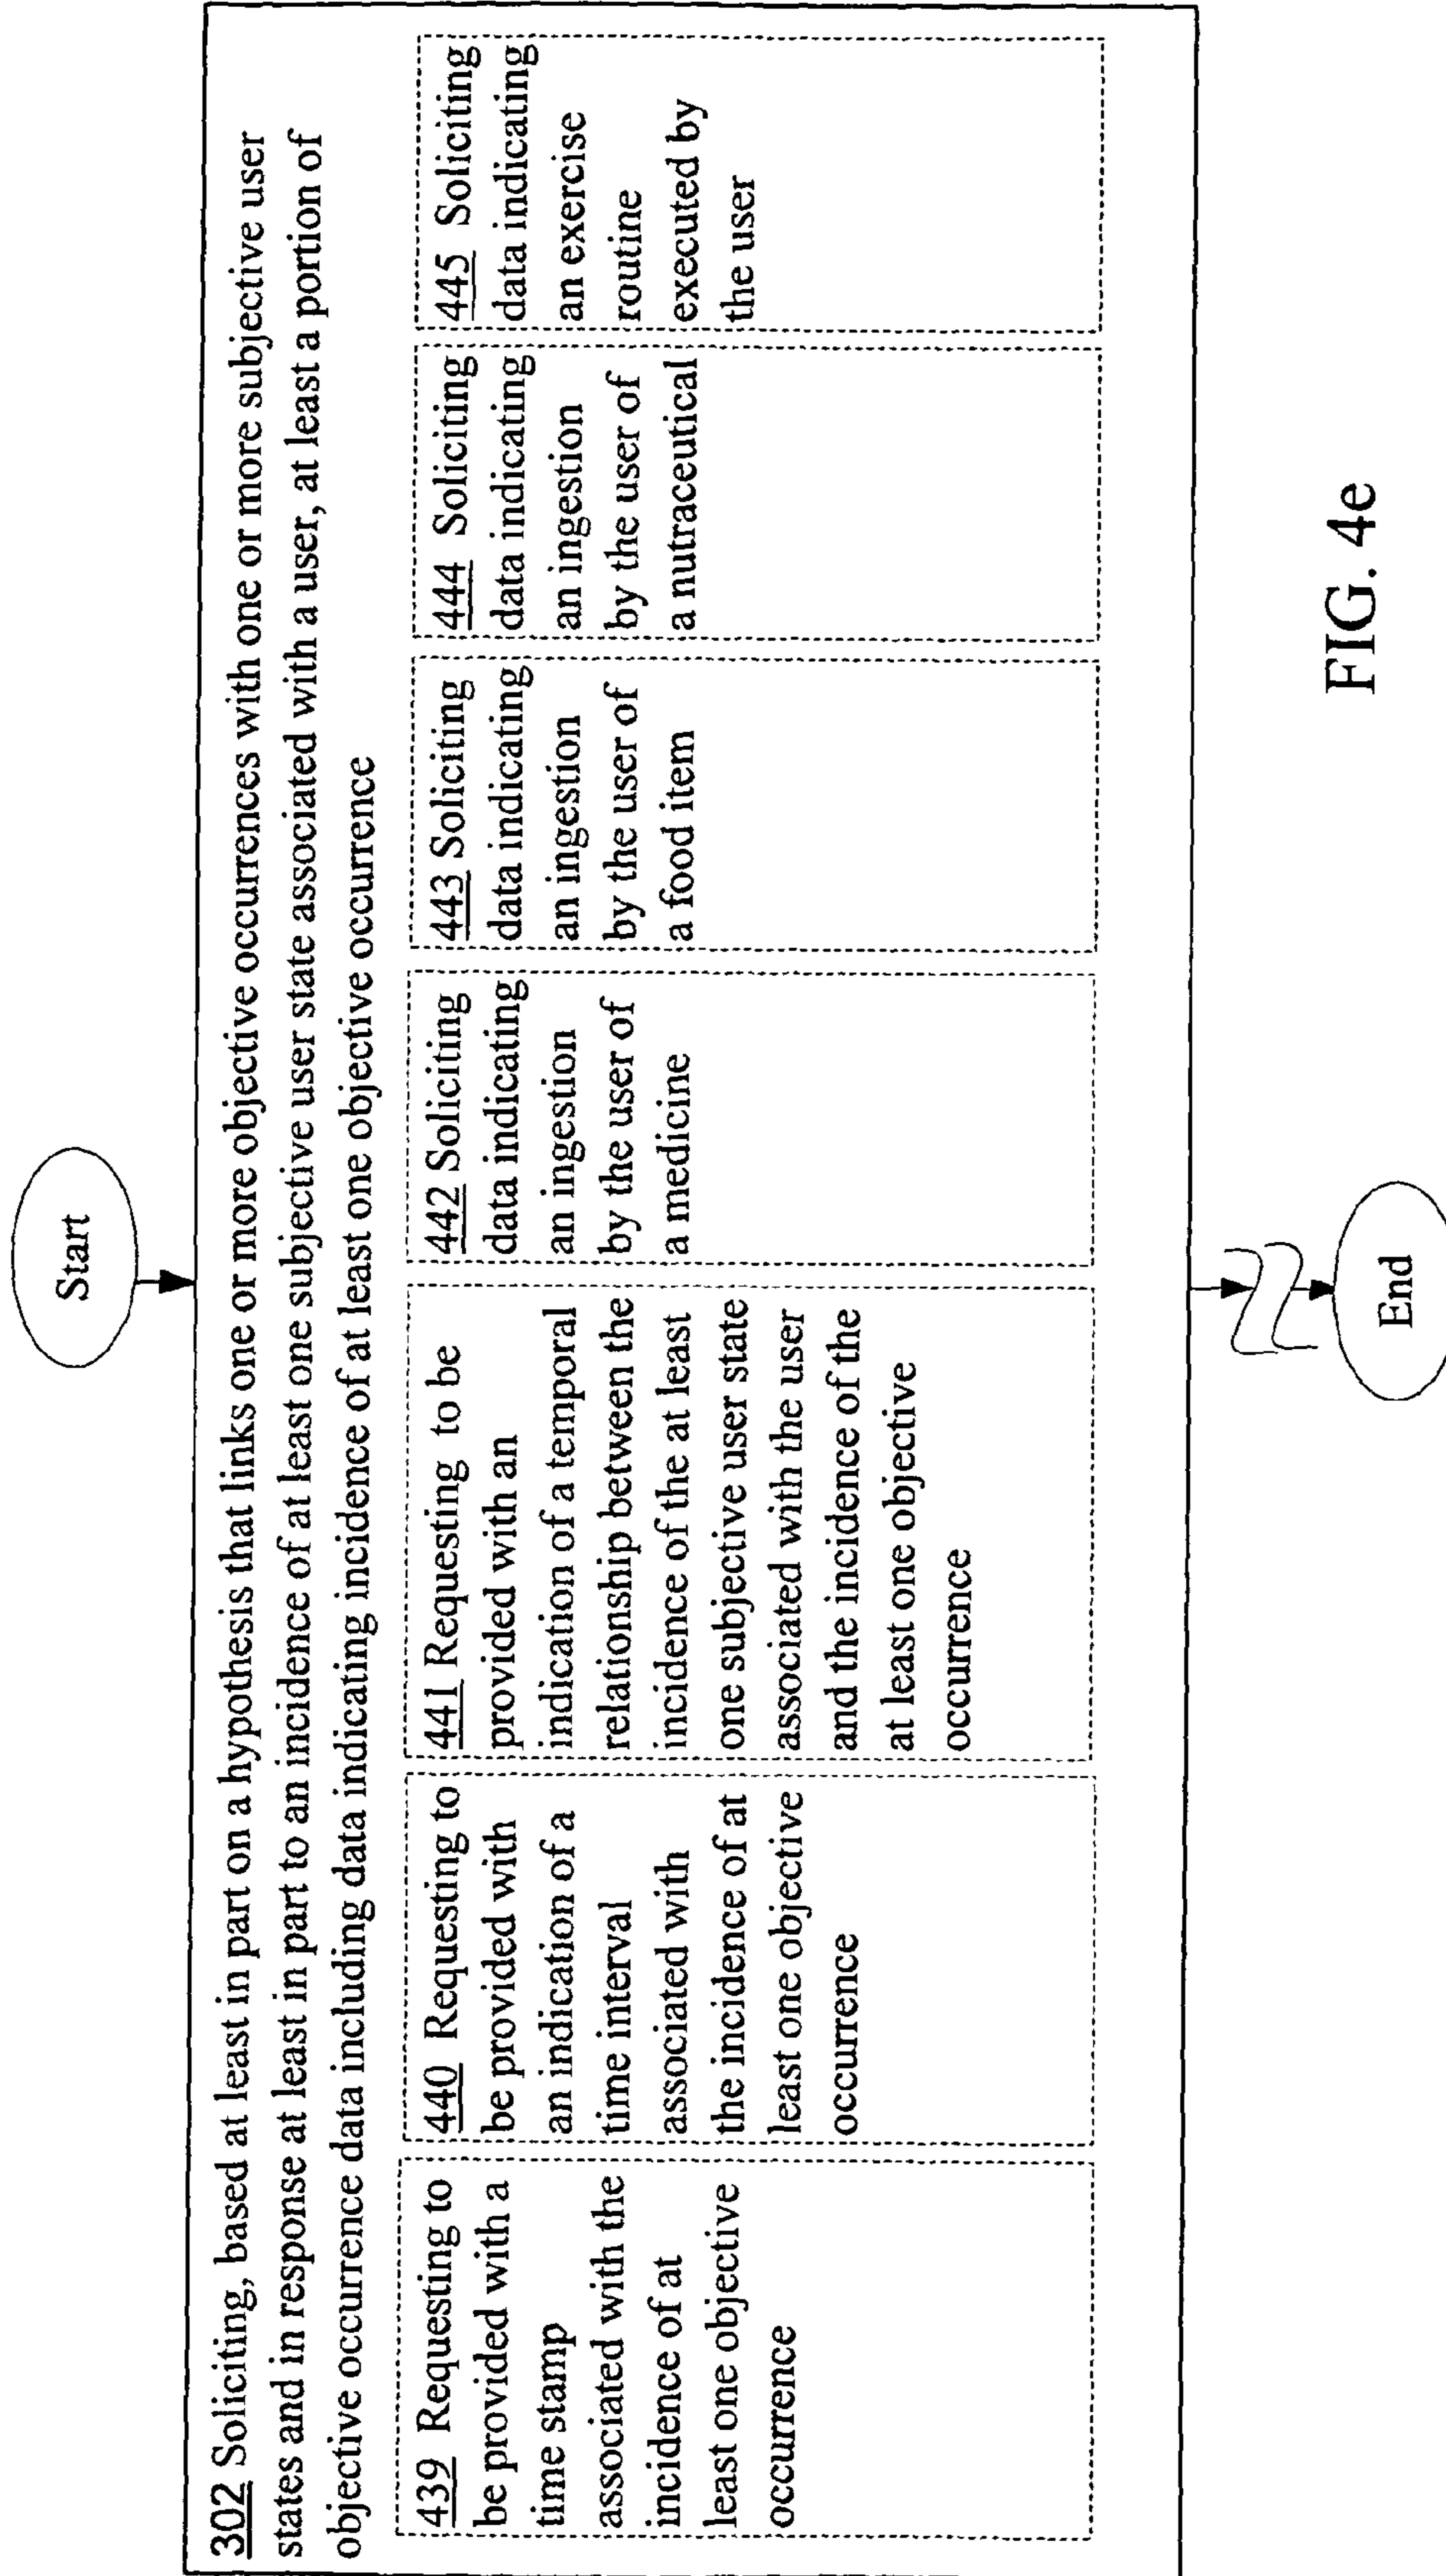 Start
302 Soliciting, based at least in part on a hypothesis that links one or more objective occurrences with one or more subjective user
states and in response at least in part to an incidence of at least one subjective user state associated with a user, at least a portion of
objective occurrence data including data indicating incidence of at least one objective occurrence
439 Requesting to
be provided with a
time stamp
associated with the
incidence of at
least one objective
occurrence
440 Requesting to
be provided with
an indication of a
time interval
associated with
the incidence of at
least one objective
occurrence
441 Requesting to be
provided with an
indication of a temporal
relationship between the
incidence of the at least
one subjective user state
associated with the user
and the incidence of the
at least one objective
occurrence
442 Soliciting
data indicating
an ingestion
by the user of
a medicine
443 Soliciting
data indicating
an ingestion
by the user of
a food item
444 Soliciting
data indicating
an ingestion
by the user of
a nutraceutical
445 Soliciting
data indicating
an exercise
routine
executed by
the user
End
FIG. 4e